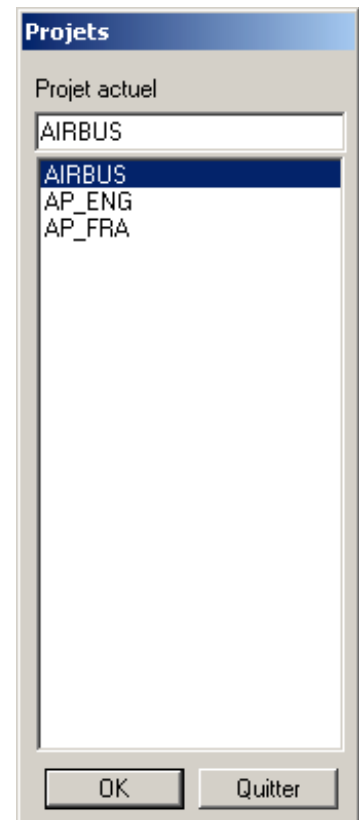 Projets
Projet actuel
AIRBUS
AIRBUS
AP_ENG
AP_FRA
OK
Quitter